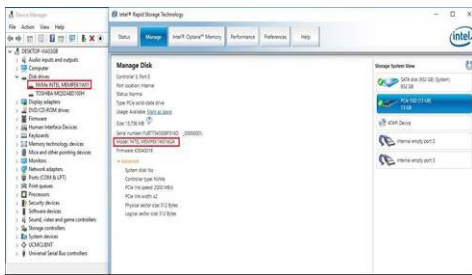 Device Manager
File Action View Help
DESKTOP-VIA03GB
Audio inputs and outputs
Computer
Disk drives
NVMe INTEL MEMPEK1W01
TOSHIBA MQ02ABD100H
Display adapters
DVD/CD-ROM drives
Firmware
Human Interface Devices
Keyboards
Memory technology devices
Mice and other pointing devices
Monitors
Network adapters
Ports (COM & LPT)
Print queues
Processors
Security devices
Software devices
Sound, video and game controllers
Storage controllers
System devices
UCMCLIENT
Universal Serial Bus controllers
Intel® Rapid Storage Technology
Status
Manage
Intel® Optane™ Memory
Performance
Preferences
Help
intel
Manage Disk
Controller 3, Port 0
Port location: Internal
Status: Normal
Type: PCIe solid-state drive
Usage: Available Mark as spare
Size: 13,736 MB
Model: INTEL MEMPEK1W016GA
Advanced
System disk: No
Controller type: NVMe
PCIe link speed: 2000 MB/s
PCIe link width: x2
Physical sector size: 512 Bytes
Logical sector size: 512 Bytes
Storage System View
SATA disk (932 GB) (System)
932 GB
PCIe SSD (13 GB)
13 GB
ATAPI Device
Internal empty port
Internal empty port